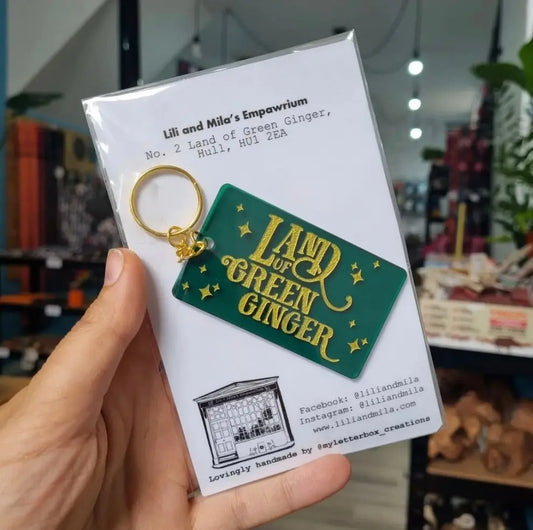 Lili and Mila's Empawrium
No. 2 Land of Green Ginger,
Hull, HU1 2EA
LAND
OF
GREEN
GINGER
Facebook: @liliandmila
Instagram: @liliandmila
www.liliandmila.com
Lovingly handmade by @myletterbox_creations